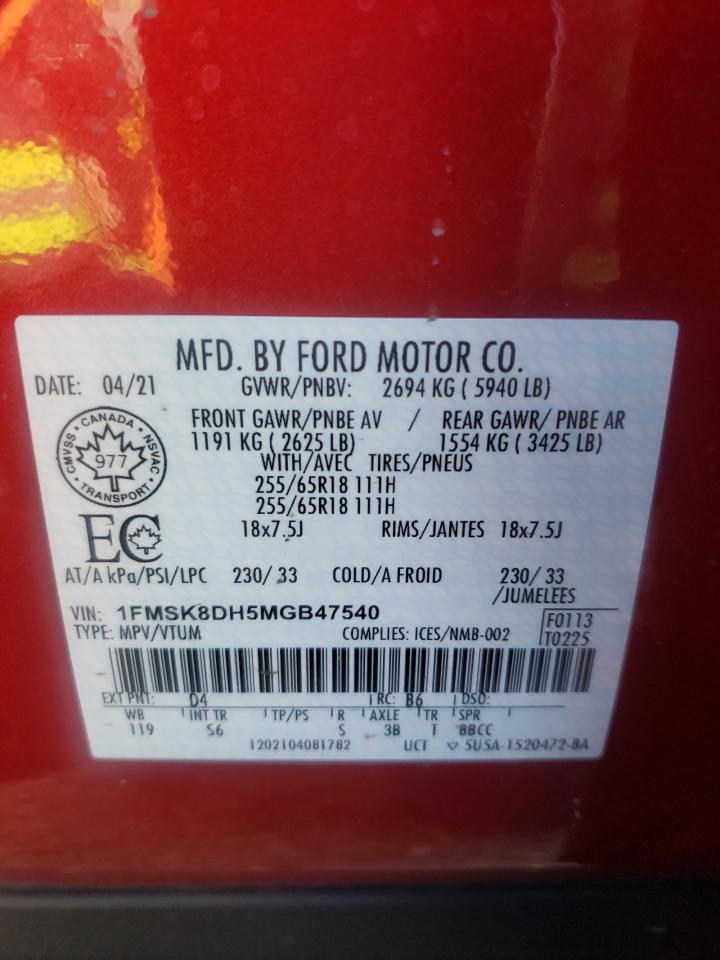 MFD. BY FORD MOTOR CO.
DATE: 04/21 GVWR/PNBV: 2694 KG ( 5940 LB)
FRONT GAWR/PNBE AV / REAR GAWR/ PNBE AR
1191 KG ( 2625 LB) 1554 KG ( 3425 LB)
WITH/AVEC TIRES/PNEUS
CANADA
CMVSS NSVAC
977
TRANSPORT
255/65R18 111H
255/65R18 111H
EC
18x7.5J RIMS/JANTES 18x7.5J
AT/A kPa/PSI/LPC 230/ 33 COLD/A FROID 230/ 33
/JUMELEES
VIN: 1FMSK8DH5MGB47540 F0113
TYPE: MPV/VTUM COMPLIES: ICES/NMB-002 T0225
EXT PNT: D4 RC: B6 DSO:
WB INT TR TP/PS R AXLE TR SPR
119 S6 S 3B T BBCC
1202104081782 UCT ▽ 5U5A-1520472-BA